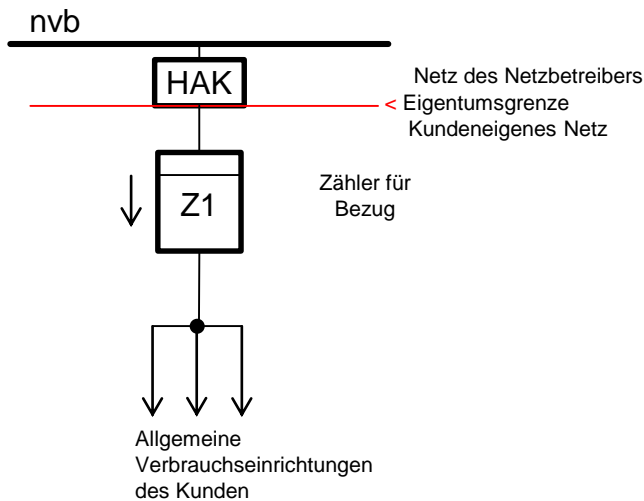 nvb
HAK
Netz des Netzbetreibers
< Eigentumsgrenze
Kundeneigenes Netz
Z1
Zähler für
Bezug
Allgemeine
Verbrauchseinrichtungen
des Kunden